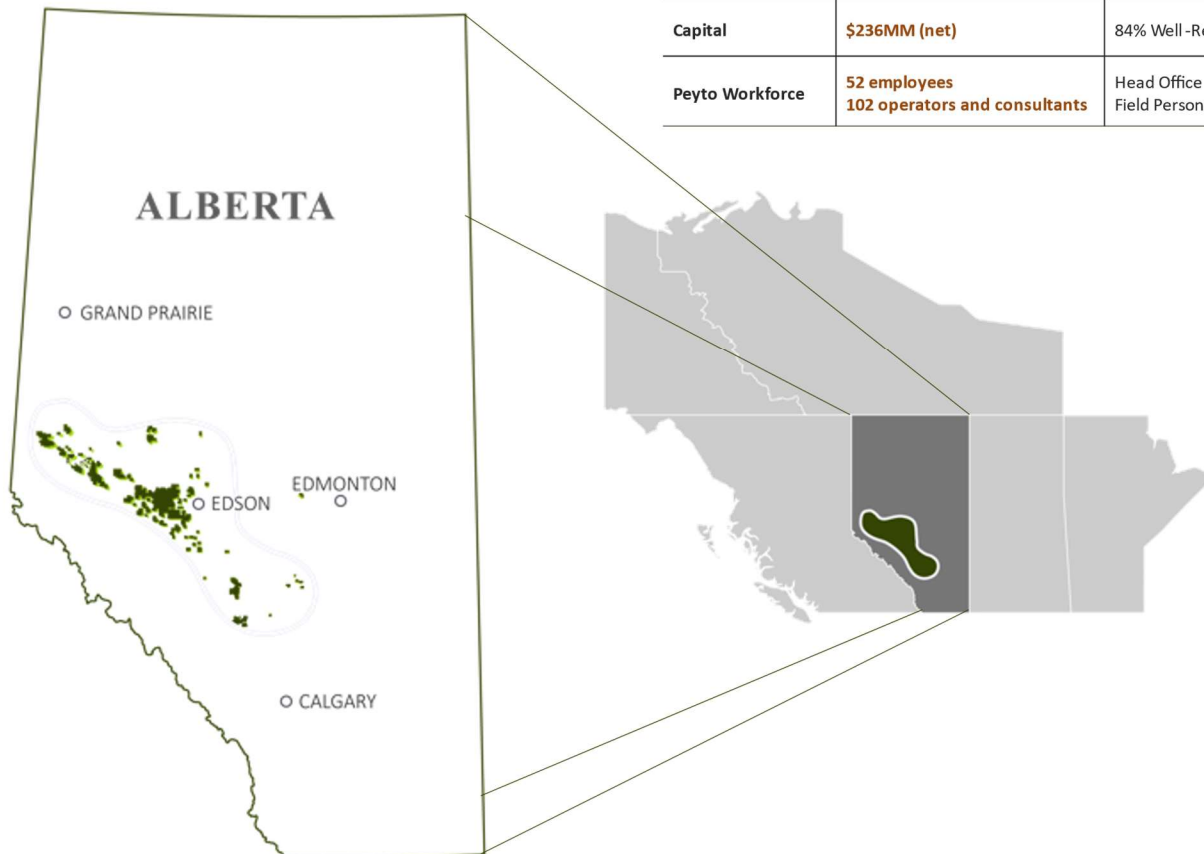 Capital
$236MM (net)
84% Well -Re
Peyto Workforce
52 employees
102 operators and consultants
Head Office
Field Person
ALBERTA
GRAND PRAIRIE
EDMONTON
EDSON
CALGARY